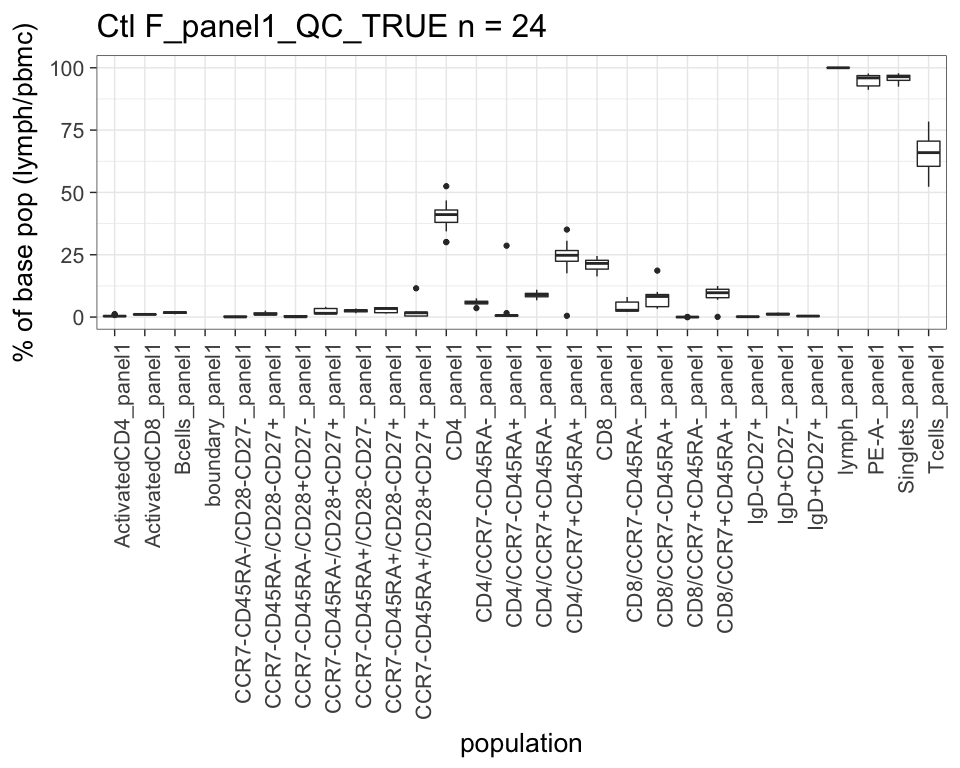 Ctl F_panel1_QC_TRUE n = 24
% of base pop (lymph/pbmc)
100
75
50
25
0
ActivatedCD4_panel1
ActivatedCD8_panel1
Bcells_panel1
boundary_panel1
CCR7-CD45RA-/CD28-CD27-_panel1
CCR7-CD45RA-/CD28-CD27+_panel1
CCR7-CD45RA-/CD28+CD27-_panel1
CCR7-CD45RA-/CD28+CD27+_panel1
CCR7-CD45RA+/CD28-CD27-_panel1
CCR7-CD45RA+/CD28-CD27+_panel1
CCR7-CD45RA+/CD28+CD27+_panel1
CD4_panel1
CD4/CCR7-CD45RA-_panel1
CD4/CCR7-CD45RA+_panel1
CD4/CCR7+CD45RA-_panel1
CD4/CCR7+CD45RA+_panel1
CD8_panel1
CD8/CCR7-CD45RA-_panel1
CD8/CCR7-CD45RA+_panel1
CD8/CCR7+CD45RA-_panel1
CD8/CCR7+CD45RA+_panel1
IgD-CD27+_panel1
IgD+CD27-_panel1
IgD+CD27+_panel1
lymph_panel1
PE-A-_panel1
Singlets_panel1
Tcells_panel1
population